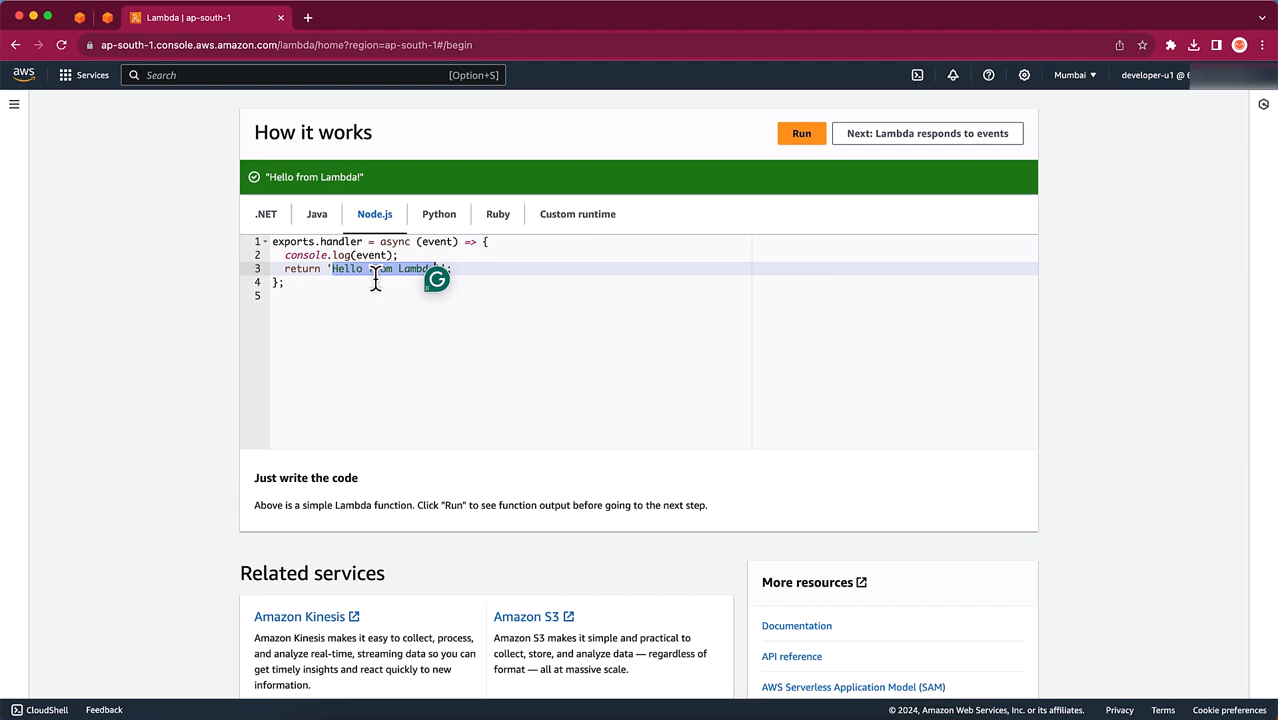 Lambda | ap-south-1
ap-south-1.console.aws.amazon.com/lambda/home?region=ap-south-1#/begin
aws Services Search [Option+S] Mumbai developer-u1 @
How it works
Run Next: Lambda responds to events
"Hello from Lambda!"
.NET Java Node.js Python Ruby Custom runtime
1 exports.handler = async (event) => {
2 console.log(event);
3 return 'Hello from Lambda
4 };
5
Just write the code
Above is a simple Lambda function. Click "Run" to see function output before going to the next step.
Related services
Amazon Kinesis
Amazon Kinesis makes it easy to collect, process,
and analyze real-time, streaming data so you can
get timely insights and react quickly to new
information.
Amazon S3
Amazon S3 makes it simple and practical to
collect, store, and analyze data — regardless of
format — all at massive scale.
More resources
Documentation
API reference
AWS Serverless Application Model (SAM)
CloudShell Feedback © 2024, Amazon Web Services, Inc. or its affiliates. Privacy Terms Cookie preferences